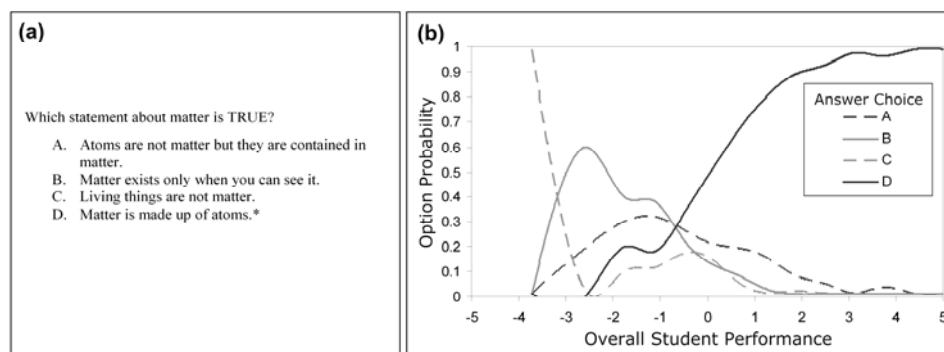 (a)
Which statement about matter is TRUE?
A. Atoms are not matter but they are contained in
matter.
B. Matter exists only when you can see it.
C. Living things are not matter.
D. Matter is made up of atoms.*
(b)
Option Probability
1
0.9
0.8
0.7
0.6
0.5
0.4
0.3
0.2
0.1
0
-5 -4 -3 -2 -1 0 1 2 3 4 5
Overall Student Performance
Answer Choice
A
B
C
D